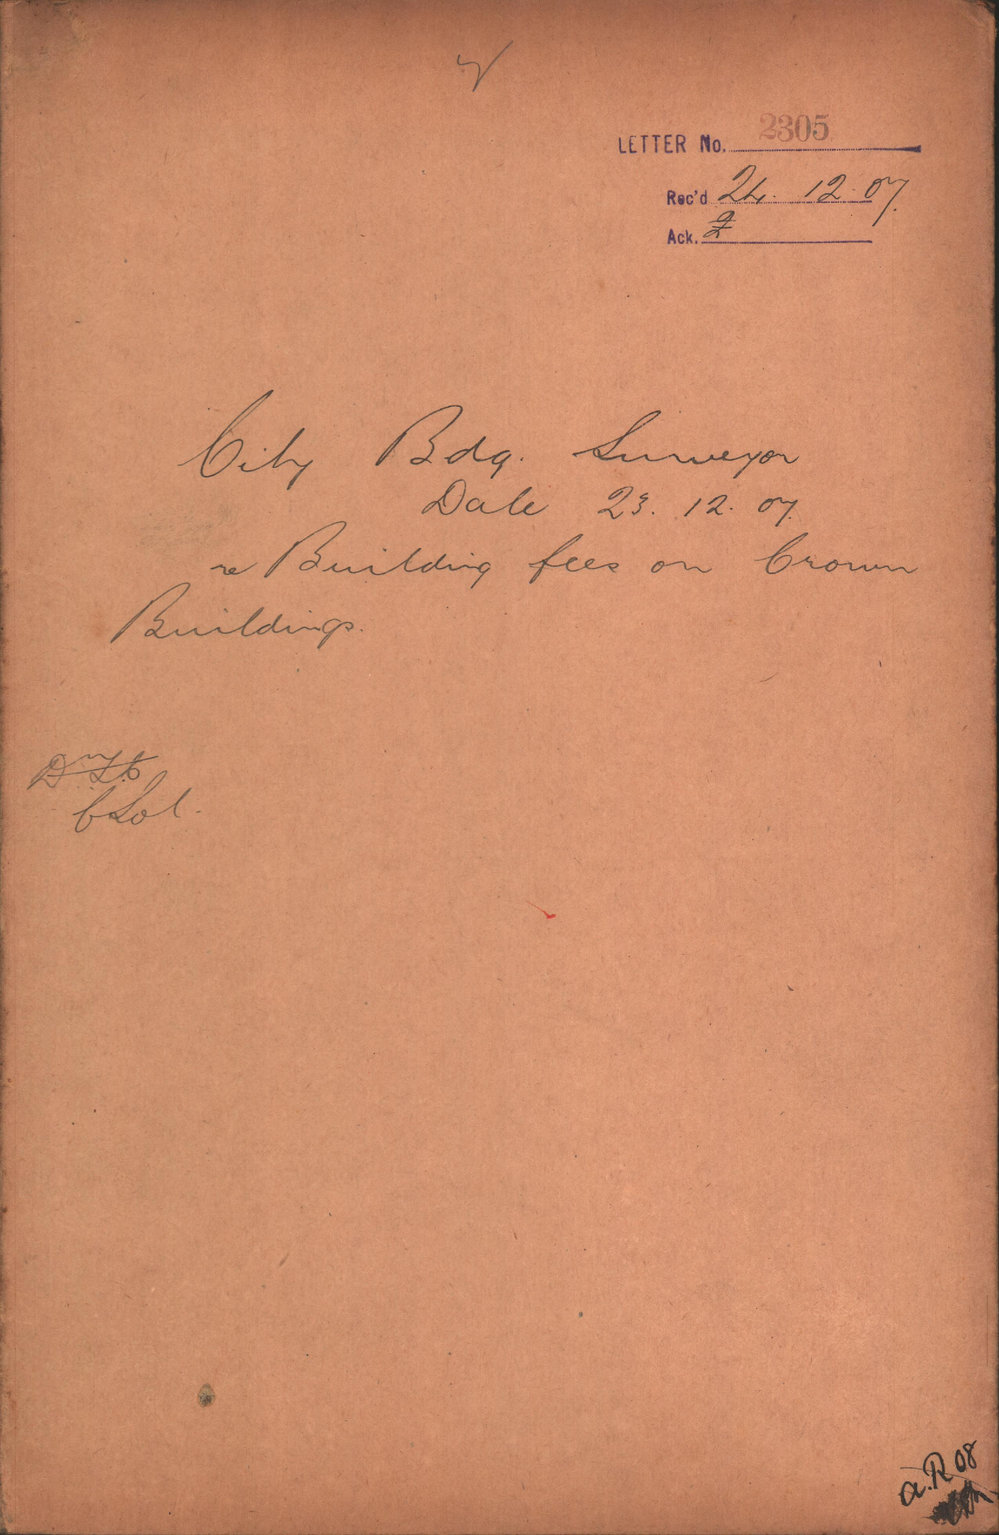 LETTER No. 2305
Rec'd 24. 12. 07.
Ack.
City Bdg. Surveyor
Date 23. 12. 07.
re Building fees on Crown
Buildings.
C Sol.
a.R 08